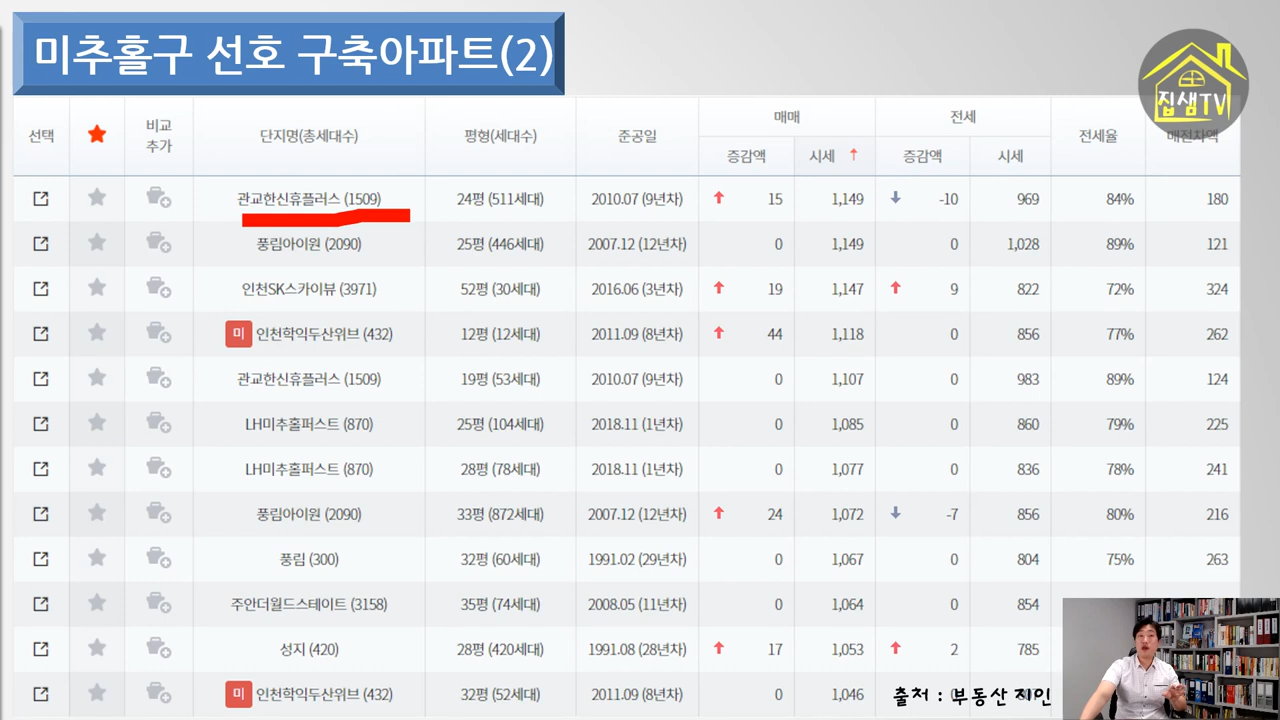 미추홀구 선호 구축아파트(2)
집샘TV
선택 비교 추가 단지명(총세대수) 평형(세대수) 준공일 매매 전세 전세율 매전차액
증감액 시세 증감액 시세
관교한신휴플러스 (1509) 24평 (511세대) 2010.07 (9년차) 15 1,149 -10 969 84% 180
풍림아이원 (2090) 25평 (446세대) 2007.12 (12년차) 0 1,149 0 1,028 89% 121
인천SK스카이뷰 (3971) 52평 (30세대) 2016.06 (3년차) 19 1,147 9 822 72% 324
미 인천학익두산위브 (432) 12평 (12세대) 2011.09 (8년차) 44 1,118 0 856 77% 262
관교한신휴플러스 (1509) 19평 (53세대) 2010.07 (9년차) 0 1,107 0 983 89% 124
LH미추홀퍼스트 (870) 25평 (104세대) 2018.11 (1년차) 0 1,085 0 860 79% 225
LH미추홀퍼스트 (870) 28평 (78세대) 2018.11 (1년차) 0 1,077 0 836 78% 241
풍림아이원 (2090) 33평 (872세대) 2007.12 (12년차) 24 1,072 -7 856 80% 216
풍림 (300) 32평 (60세대) 1991.02 (29년차) 0 1,067 0 804 75% 263
주안더월드스테이트 (3158) 35평 (74세대) 2008.05 (11년차) 0 1,064 0 854
성지 (420) 28평 (420세대) 1991.08 (28년차) 17 1,053 2 785
미 인천학익두산위브 (432) 32평 (52세대) 2011.09 (8년차) 0 1,046
출처 : 부동산 지인